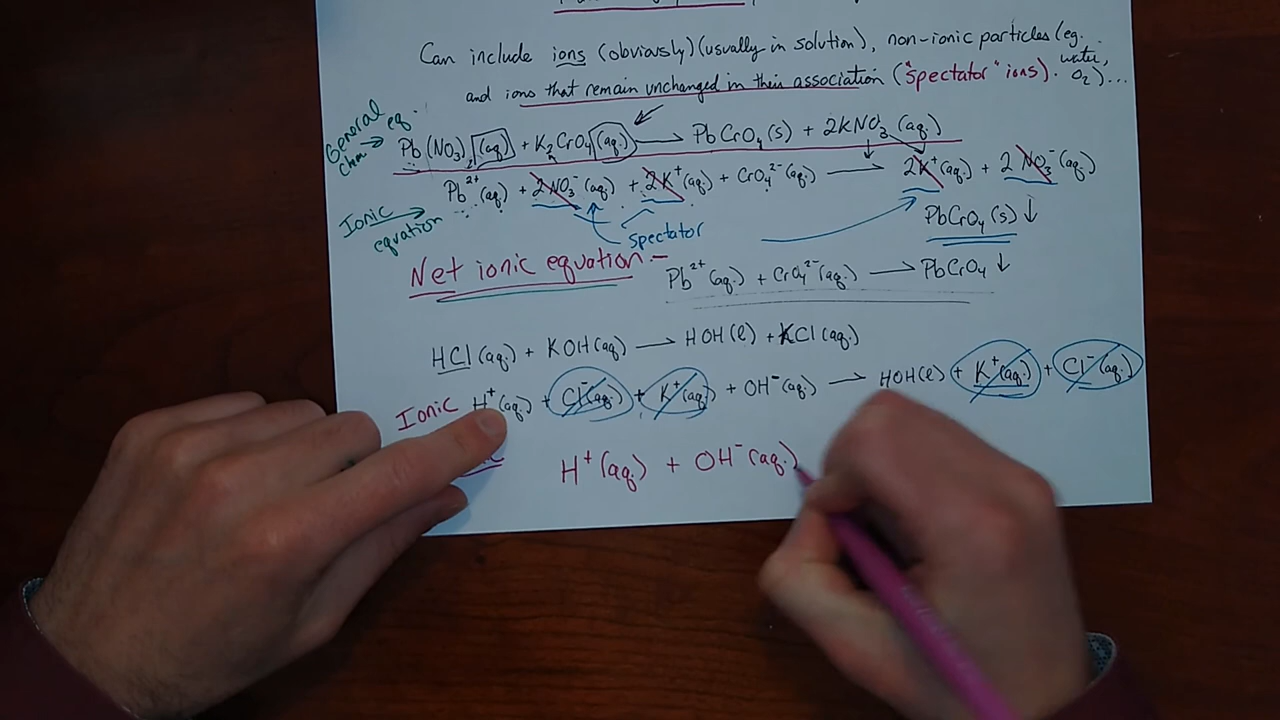 Can include ions (obviously) (usually in solution), non-ionic particles (eg. water, O₂)...
and ions that remain unchanged in their association ("spectator" ions).
General chm. eq.
Pb(NO₃)₂(aq) + K₂CrO₄(aq.) → PbCrO₄(s) + 2KNO₃(aq.)
Ionic equation
Pb²⁺(aq) + 2NO₃⁻(aq) + 2K⁺(aq) + CrO₄²⁻(aq) → 2K⁺(aq) + 2NO₃⁻(aq)
PbCrO₄(s)↓
spectator
Net ionic equation –
Pb²⁺(aq.) + CrO₄²⁻(aq.) → PbCrO₄↓
HCl(aq.) + KOH(aq) → HOH(l) + KCl(aq.)
Ionic H⁺(aq.) + Cl⁻(aq) + K⁺(aq) + OH⁻(aq.) → HOH(l) + K⁺(aq.) + Cl⁻(aq.)
H⁺(aq.) + OH⁻(aq.)